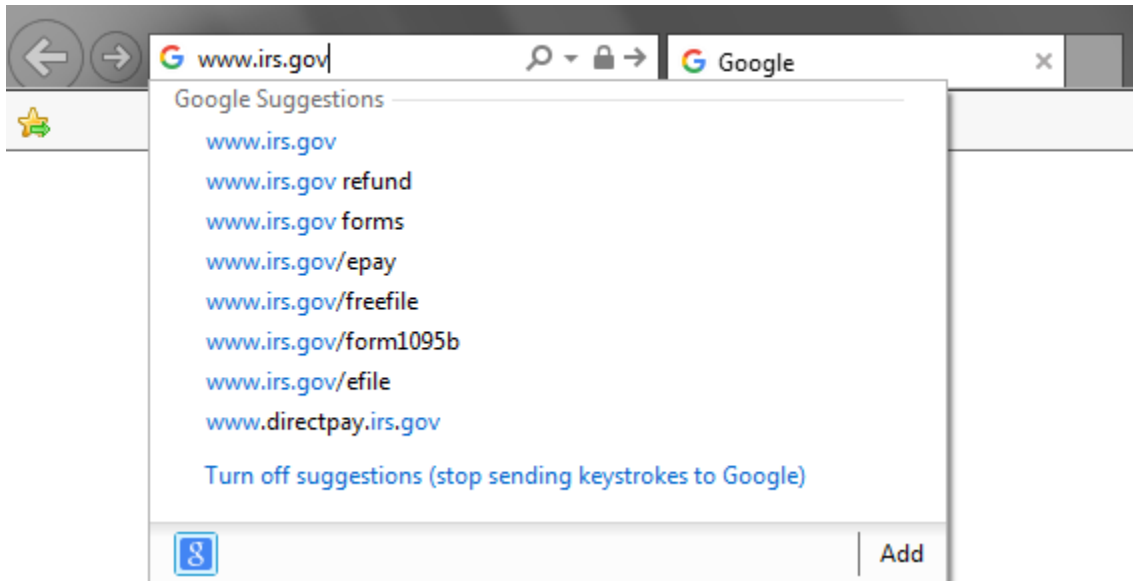 www.irs.gov
Google
Google Suggestions
www.irs.gov
www.irs.gov refund
www.irs.gov forms
www.irs.gov/epay
www.irs.gov/freefile
www.irs.gov/form1095b
www.irs.gov/efile
www.directpay.irs.gov
Turn off suggestions (stop sending keystrokes to Google)
Add